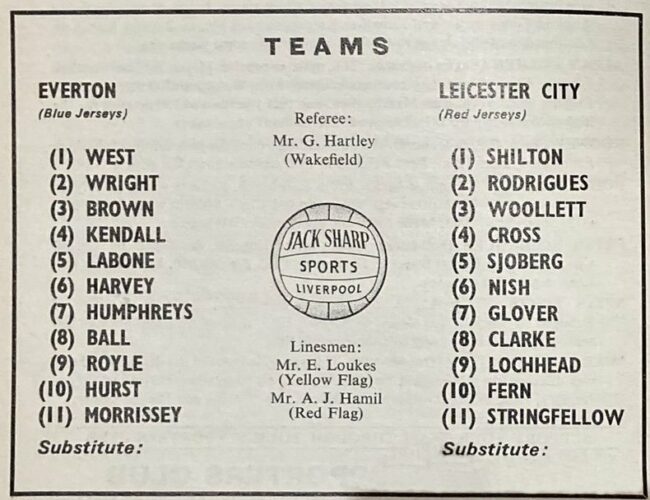 TEAMS
EVERTON
(Blue Jerseys)
(1) WEST
(2) WRIGHT
(3) BROWN
(4) KENDALL
(5) LABONE
(6) HARVEY
(7) HUMPHREYS
(8) BALL
(9) ROYLE
(10) HURST
(11) MORRISSEY
Substitute:
Referee:
Mr. G. Hartley
(Wakefield)
JACK SHARP
SPORTS
LIVERPOOL
Linesmen:
Mr. E. Loukes
(Yellow Flag)
Mr. A. J. Hamil
(Red Flag)
LEICESTER CITY
(Red Jerseys)
(1) SHILTON
(2) RODRIGUES
(3) WOOLLETT
(4) CROSS
(5) SJOBERG
(6) NISH
(7) GLOVER
(8) CLARKE
(9) LOCHHEAD
(10) FERN
(11) STRINGFELLOW
Substitute: